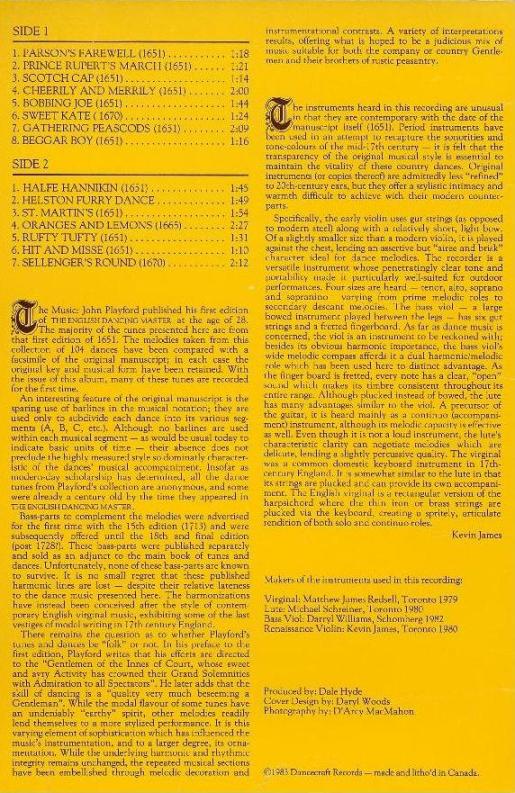 SIDE 1
1. PARSON'S FAREWELL (1651) . . . . . . . . . . 1:18
2. PRINCE RUPERT'S MARCH (1651) . . . . . . 1:21
3. SCOTCH CAP (1651) . . . . . . . . . . . . . . . . . 1:14
4. CHEERILY AND MERRILY (1651) . . . . . . . 2:00
5. BOBBING JOE (1651) . . . . . . . . . . . . . . . . 1:44
6. SWEET KATE ( 1670) . . . . . . . . . . . . . . . . 1:24
7. GATHERING PEASCODS (1651) . . . . . . . . 2:09
8. BEGGAR BOY (1651) . . . . . . . . . . . . . . . . 1:16
SIDE 2
1. HALFE HANNIKIN (1651) . . . . . . . . . . . . . 1:45
2. HELSTON FURRY DANCE . . . . . . . . . . . . 1:49
3. ST. MARTIN'S (1651) . . . . . . . . . . . . . . . . 1:54
4. ORANGES AND LEMONS (1665) . . . . . . . . 2:27
5. RUFTY TUFTY (1651) . . . . . . . . . . . . . . . . 1:31
6. HIT AND MISSE (1651) . . . . . . . . . . . . . . . 1:10
7. SELLENGER'S ROUND (1670) . . . . . . . . . . 2:12
The Music: John Playford published his first edition
of THE ENGLISH DANCING MASTER at the age of 28.
The majority of the tunes presented here are from
that first edition of 1651. The melodies taken from this
collection of 104 dances have been compared with a
facsimile of the original manuscript; in each case the
original key and musical form have been retained. With
the issue of this album, many of these tunes are recorded
for the first time.
An interesting feature of the original manuscript is the
sparing use of barlines in the musical notation; they are
used only to subdivide each dance into its various seg-
ments (A, B, C, etc.). Although no barlines are used
within each musical segment — as would be usual today to
indicate basic units of time — their absence does not
preclude the highly measured style so dominatly character-
istic of the dances' musical accompaniment. Insofar as
modern-day scholarship has determined, all the dance
tunes from Playford's collection are anonymous, and some
were already a century old by the time they appeared in
THE ENGLISH DANCING MASTER.
Bass-parts to complement the melodies were advertised
for the first time with the 15th edition (1713) and were
subsequently offered until the 18th and final edition
(post 1728?). These bass-parts were published separately
and sold as an adjunct to the main book of tunes and
dances. Unfortunately, none of these bass-parts are known
to survive. It is no small regret that these published
harmonic lines are lost — despite their relative lateness
to the dance music presented here. The harmonizations
have instead been conceived after the style of contem-
porary English virginal music, exhibiting some of the last
vestiges of modal writing in 17th century England.
There remains the question as to whether Playford's
tunes and dances be "folk" or not. In his preface to the
first edition, Playford writes that his efforts are directed
to the "Gentlemen of the Innes of Court, whose sweet
and avry Activity has crowned their Grand Solemnities
with Admiration to all Spectators". He later adds that the
skill of dancing is a "quality very much beseeming a
Gentleman". While the modal flavour of some tunes have
an undeniably "earthy" spirit, other melodies readily
lend themselves to a more stylized performance. It is this
varying element of sophistication which has influenced the
music's instrumentation, and to a larger degree, its orna-
mentation. While the underlying harmonic and rhythmic
integrity remains unchanged, the repeated musical sections
have been embellished through melodic decoration and
instrumentational contrasts. A variety of interpretations
results, offering what is hoped to be a judicious mix of
music suitable for both the company or country Gentle-
men and their brothers of rustic peasantry.
The instruments heard in this recording are unusual
in that they are contemporary with the date of the
manuscript itself (1651). Period instruments have
been used in an attempt to recapture the sonorities and
tone-colours of the mid-17th century — it is felt that the
transparency of the original musical style is essential to
maintain the vitality of these country dances. Original
instruments (or copies thereof) are admittedly less "refined"
to 20th-century ears, but they offer a stylistic intimacy and
warmth difficult to achieve with their modern counter-
parts.
Specifically, the early violin uses gut strings (as opposed
to modern steel) along with a relatively short, light bow.
Of a slightly smaller size than a modern violin, it is played
against the chest, lending an assertive but "airee and brisk"
character ideal for dance melodies. The recorder is a
versatile instrument whose penetratingly clear tone and
portability made it particularly well-suited for outdoor
performances. Four sizes are heard — tenor, alto, soprano
and sopranino — varying from prime melodic roles to
secondary descant melodies. The bass viol — a large
bowed instrument played between the legs — has six gut
strings and a fretted fingerboard. As far as dance music is
concerned, the viol is an instrument to be reckoned with;
besides its obvious harmonic importance, the bass viol's
wide melodic compass affords it a dual harmonic/melodic
role which has been used here to distinct advantage. As
the finger board is fretted, every note has a clear, "open"
sound which makes its timbre consistent throughout its
entire range. Although plucked instead of bowed, the lute
has many advantages similar to the viol. A precursor of
the guitar, it is heard mainly as a continuo (accompani-
ment) instrument, although its melodic capacity is effective
as well. Even though it is not a loud instrument, the lute's
characteristic clarity can negotiate melodies which are
delicate, lending a slightly percussive quality. The virginal
was a common domestic keyboard instrument in 17th-
century England. It is somewhat similar to the lute in that
its strings are plucked and can provide its own accompani-
ment. The English virginal is a rectangular version of the
harpsichord where the thin iron or brass strings are
plucked via the keyboard, creating a spritely, articulate
rendition of both solo and continuo roles.
Kevin James
Makers of the instruments used in this recording:
Virginal: Matthew James Redsell, Toronto 1979
Lute: Michael Schreiner, Toronto 1980
Bass Viol: Darryl Williams, Schomberg 1982
Renaissance Violin: Kevin James, Toronto 1980
Produced by: Dale Hyde
Cover Design by: Daryl Woods
Photography by: D'Arcy MacMahon
©1983 Dancecraft Records — made and litho'd in Canada.